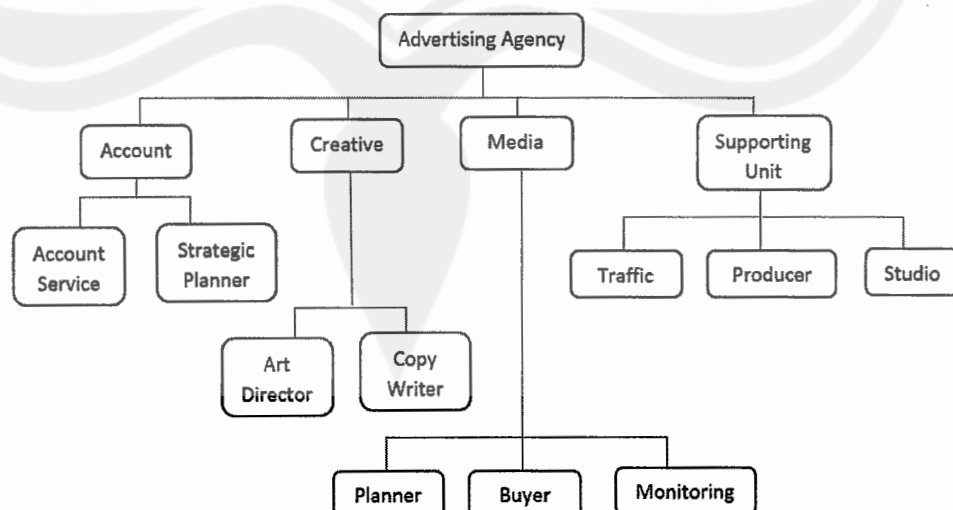 Advertising Agency
Account
Creative
Media
Supporting
Unit
Account
Service
Strategic
Planner
Traffic
Producer
Studio
Art
Director
Copy
Writer
Planner
Buyer
Monitoring